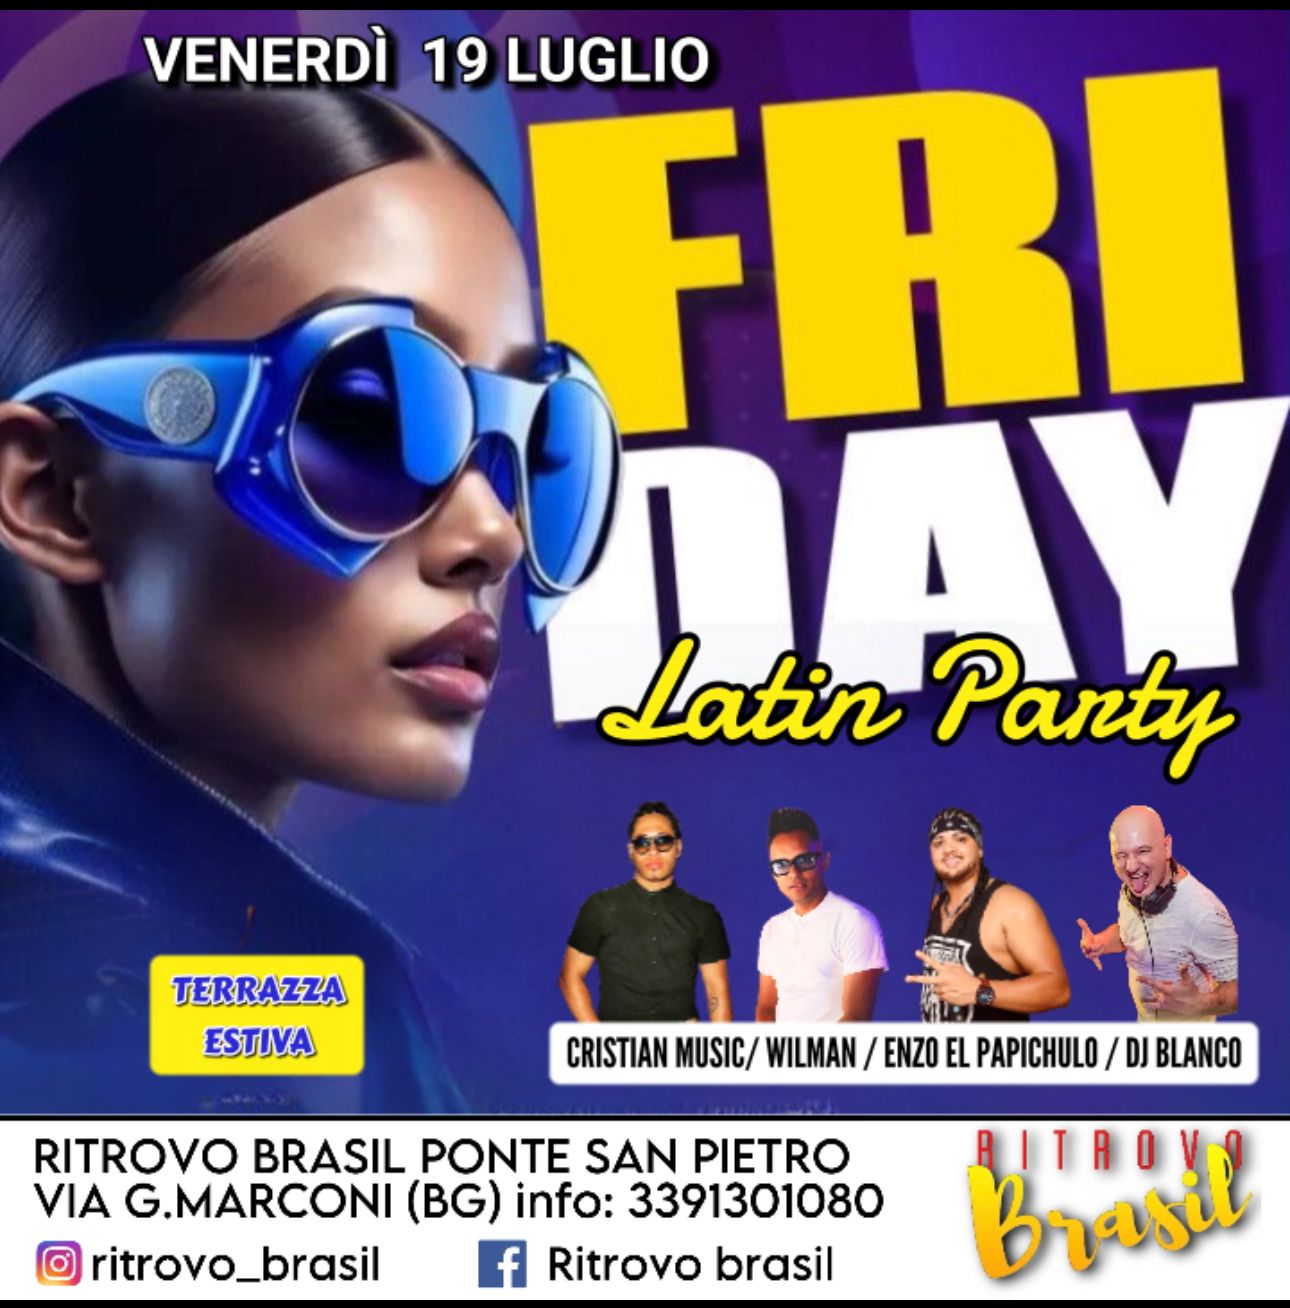 VENERDÌ 19 LUGLIO
FRI
DAY
Latin Party
TERRAZZA
ESTIVA
CRISTIAN MUSIC/ WILMAN / ENZO EL PAPICHULO / DJ BLANCO
RITROVO BRASIL PONTE SAN PIETRO
VIA G.MARCONI (BG) info: 3391301080
ritrovo_brasil
Ritrovo brasil
RITROVO
Brasil